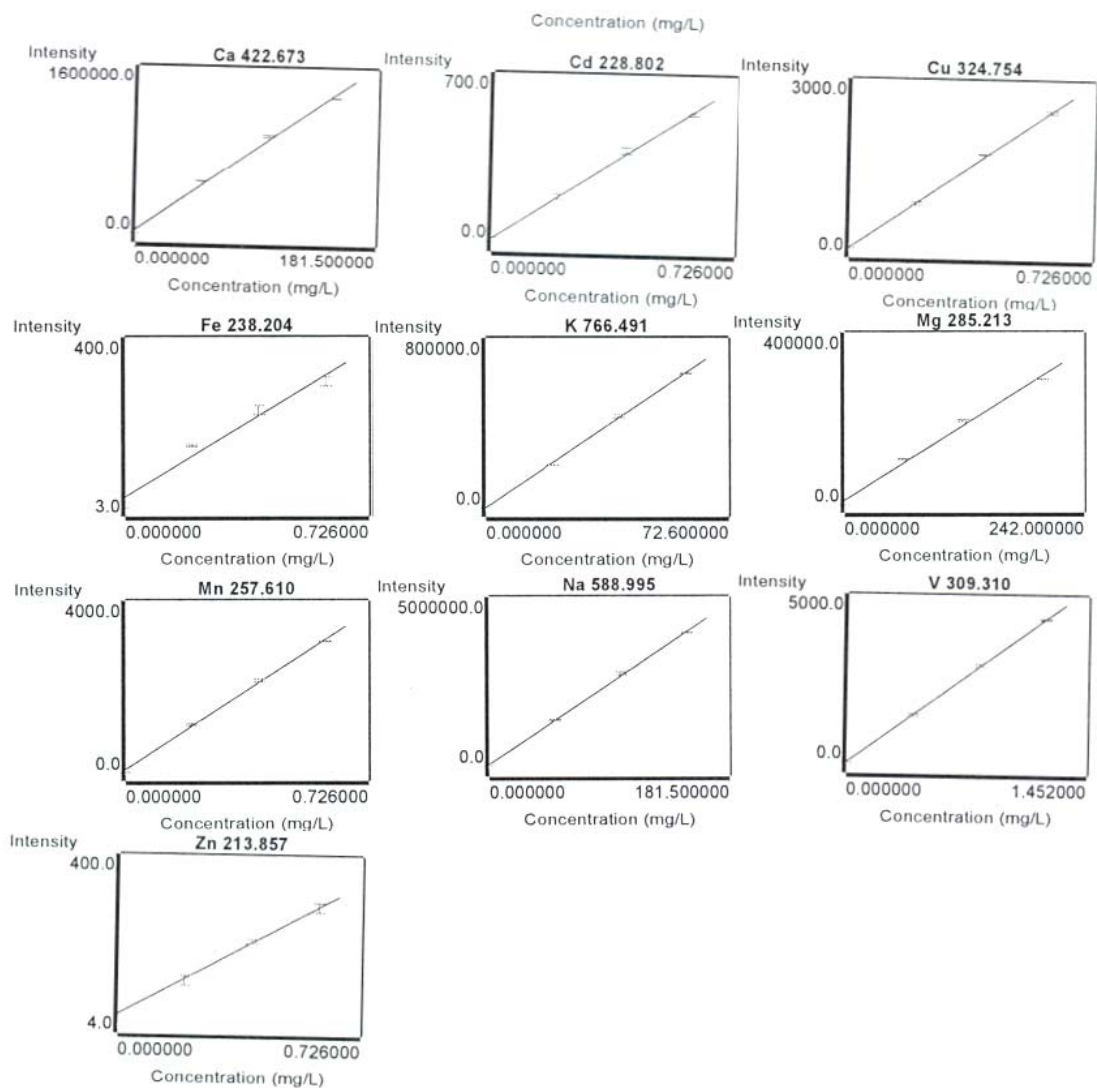 Concentration (mg/L)
Intensity
Ca 422.673
1600000.0
0.0
0.000000 181.500000
Concentration (mg/L)
Intensity
Cd 228.802
700.0
0.0
0.000000 0.726000
Concentration (mg/L)
Intensity
Cu 324.754
3000.0
0.0
0.000000 0.726000
Concentration (mg/L)
Intensity
Fe 238.204
400.0
3.0
0.000000 0.726000
Concentration (mg/L)
Intensity
K 766.491
800000.0
0.0
0.000000 72.600000
Concentration (mg/L)
Intensity
Mg 285.213
400000.0
0.0
0.000000 242.000000
Concentration (mg/L)
Intensity
Mn 257.610
4000.0
0.0
0.000000 0.726000
Concentration (mg/L)
Intensity
Na 588.995
5000000.0
0.0
0.000000 181.500000
Concentration (mg/L)
Intensity
V 309.310
5000.0
0.0
0.000000 1.452000
Concentration (mg/L)
Intensity
Zn 213.857
400.0
4.0
0.000000 0.726000
Concentration (mg/L)